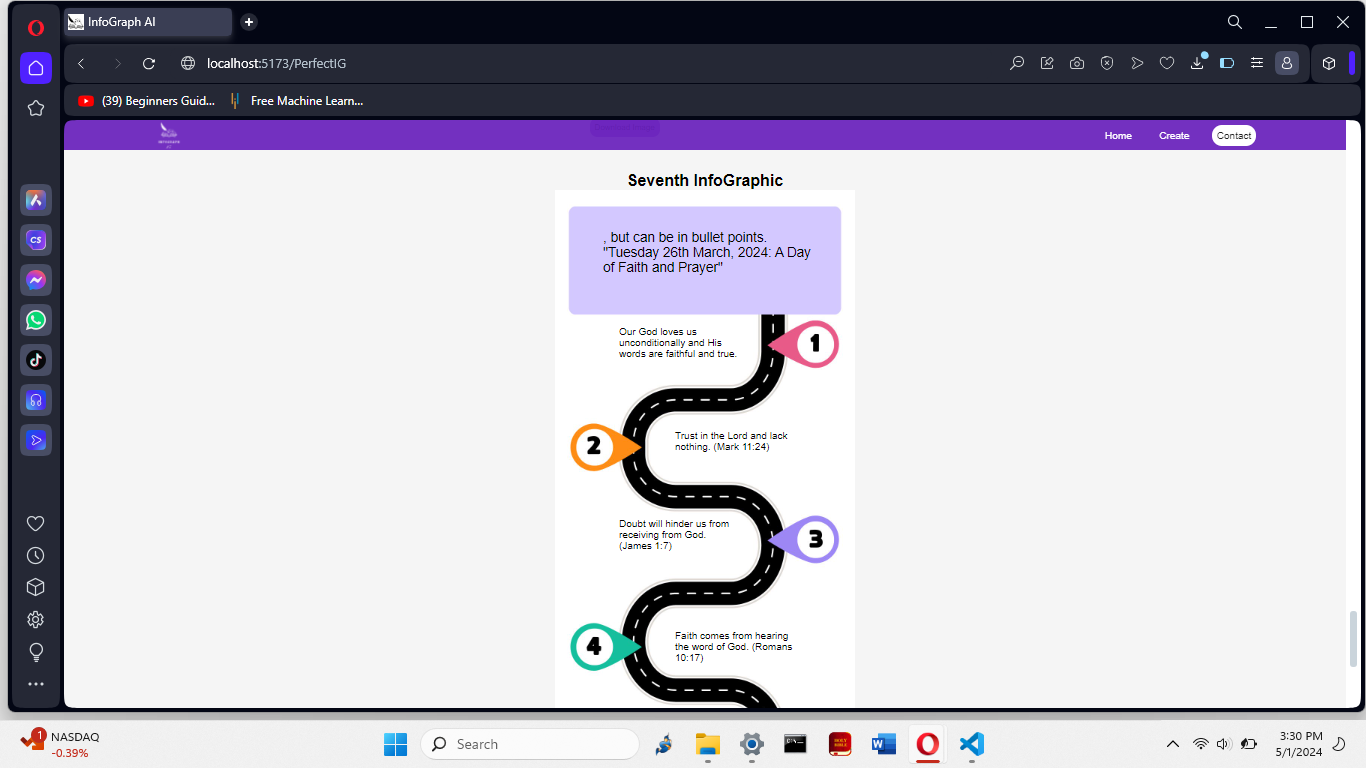 InfoGraph AI
localhost:5173/PerfectIG
(39) Beginners Guid...
Free Machine Learn...
Home
Create
Contact
Seventh InfoGraphic
, but can be in bullet points.
"Tuesday 26th March, 2024: A Day
of Faith and Prayer"
Our God loves us
unconditionally and His
words are faithful and true.
1
2
Trust in the Lord and lack
nothing. (Mark 11:24)
Doubt will hinder us from
receiving from God.
(James 1:7)
3
4
Faith comes from hearing
the word of God. (Romans
10:17)
CS
1
NASDAQ
-0.39%
Search
HOLY
BIBLE
3:30 PM
5/1/2024